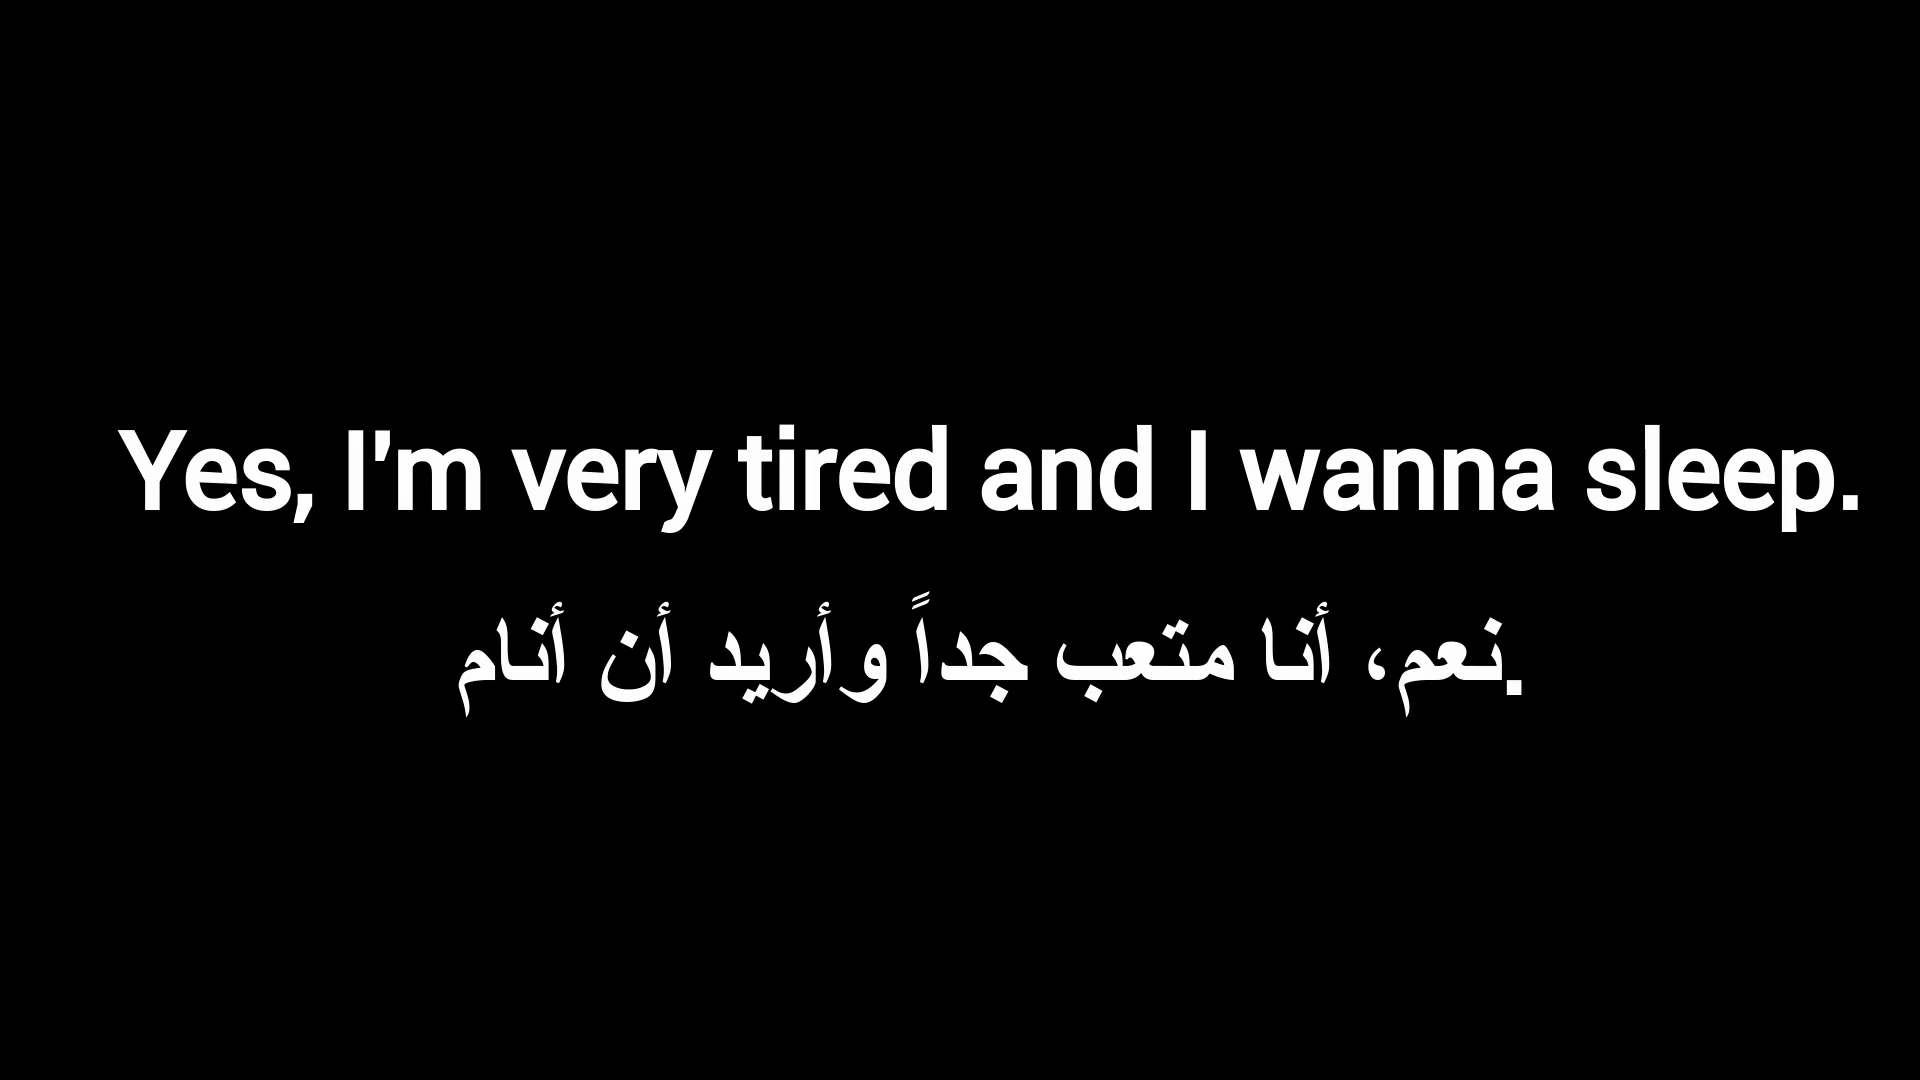 Yes, I'm very tired and I wanna sleep.
نعم، أنا متعب جداً وأريد أن أنام.